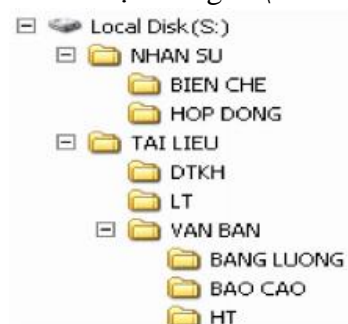 Local Disk (S:)
NHAN SU
BIEN CHE
HOP DONG
TAI LIEU
DTKH
LT
VAN BAN
BANG LUONG
BAO CAO
HT